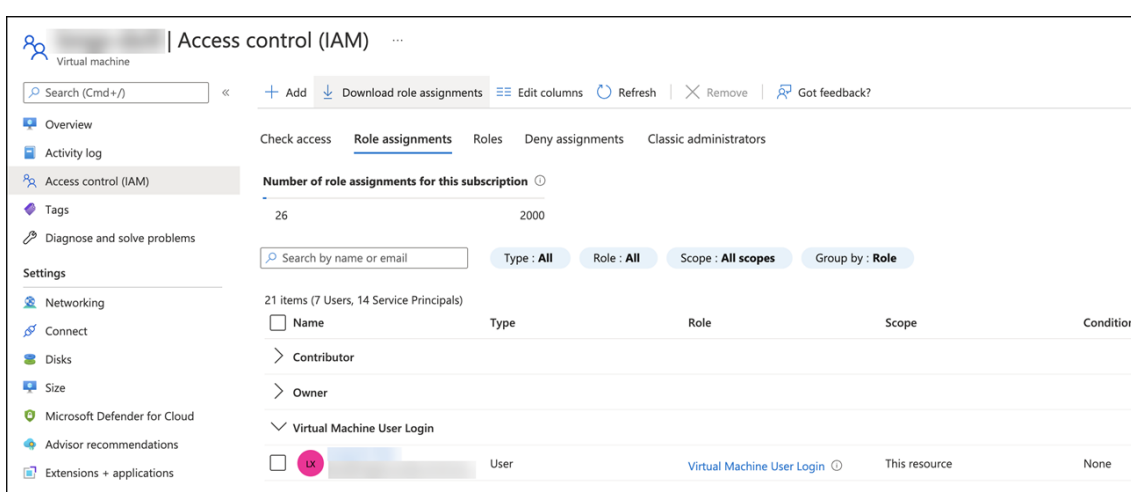 | Access control (IAM) ...
Virtual machine
Search (Cmd+/)
«
Add
Download role assignments
Edit columns
Refresh
Remove
Got feedback?
Overview
Activity log
Access control (IAM)
Tags
Diagnose and solve problems
Settings
Networking
Connect
Disks
Size
Microsoft Defender for Cloud
Advisor recommendations
Extensions + applications
Check access
Role assignments
Roles
Deny assignments
Classic administrators
Number of role assignments for this subscription
26
2000
Search by name or email
Type : All
Role : All
Scope : All scopes
Group by : Role
21 items (7 Users, 14 Service Principals)
Name
Type
Role
Scope
Condition
Contributor
Owner
Virtual Machine User Login
LX
User
Virtual Machine User Login
This resource
None